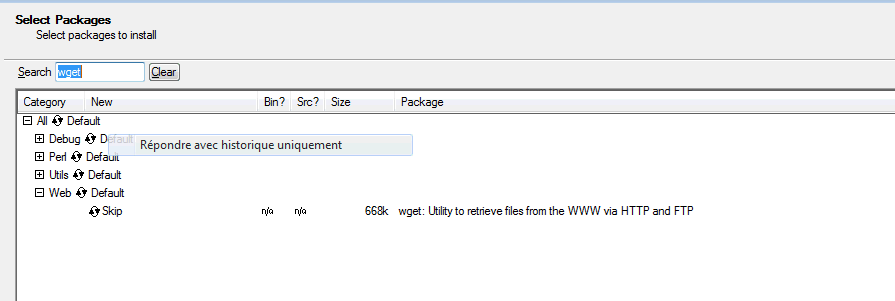 Select Packages
Select packages to install
Search wget Clear
Category New Bin? Src? Size Package
All Default
Debug Default
Répondre avec historique uniquement
Perl Default
Utils Default
Web Default
Skip n/a n/a 668k wget: Utility to retrieve files from the WWW via HTTP and FTP